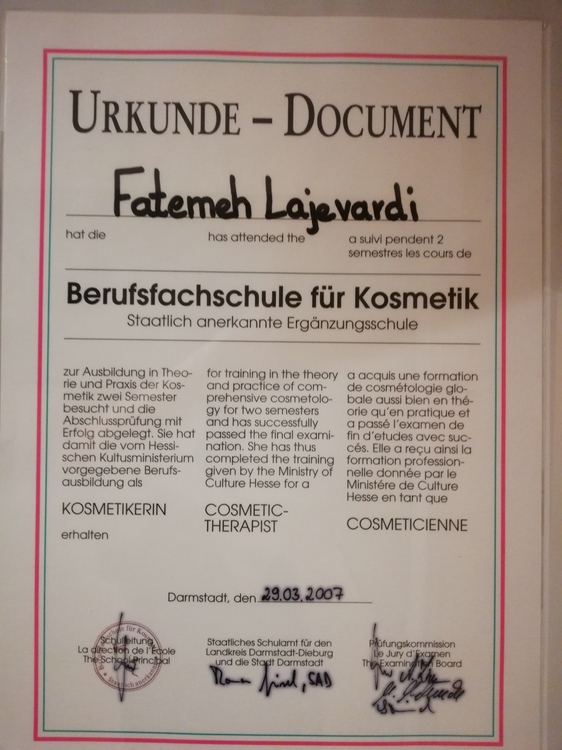 URKUNDE – DOCUMENT
Fatemeh Lajevardi
hat die
has attended the
a suivi pendent 2
semestres les cours de
Berufsfachschule für Kosmetik
Staatlich anerkannte Ergänzungsschule
zur Ausbildung in Theo-
rie und Praxis der Kos-
metik zwei Semester
besucht und die
Abschlussprüfung mit
Erfolg abgelegt. Sie hat
damit die vom Hessi-
schen Kultusministerium
vorgegebene Berufs-
ausbildung als
KOSMETIKERIN
erhalten
for training in the theory
and practice of com-
prehensive cosmetolo-
gy for two semesters
and has successfully
passed the final exami-
nation. She has thus
completed the training
given by the Ministry of
Culture Hesse for a
COSMETIC-
THERAPIST
a acquis une formation
de cosmétologie glo-
bale aussi bien en thé-
orie qu'en pratique et
a passé l'examen de
fin d'etudes avec suc-
cés. Elle a reçu ainsi la
formation profession-
nelle donnée par le
Ministére de Culture
Hesse en tant que
COSMETICIENNE
Darmstadt, den 29.03.2007
Schulleitung
La direction de l'École
The School Principal
Staatliches Schulamt für den
Landkreis Darmstadt-Dieburg
und die Stadt Darmstadt
Prüfungskommission
Le Jury d'Examen
The Examination Board